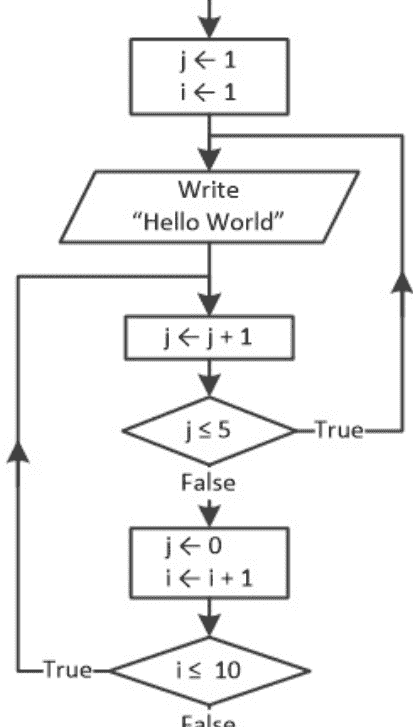 j ← 1
i ← 1
Write
“Hello World”
j ← j + 1
j ≤ 5
True
False
j ← 0
i ← i + 1
True
i ≤ 10
False